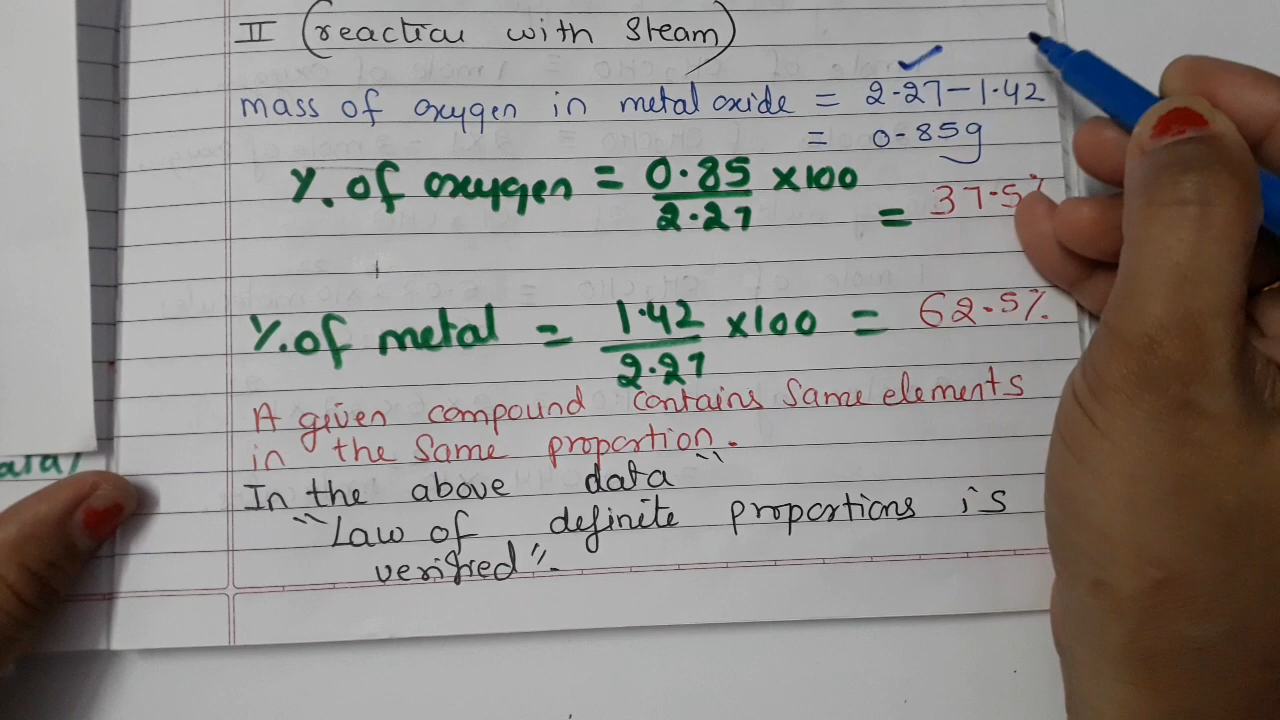 II (reaction with Steam)
mass of oxygen in metal oxide = 2.27-1.42
= 0.85g
%. of oxygen = 0.85/2.27 x100 = 37.5%
%. of metal = 1.42/2.27 x100 = 62.5%
A given compound contains Same elements
in the Same proportion.
In the above data "
"Law of definite proportions is
verified".